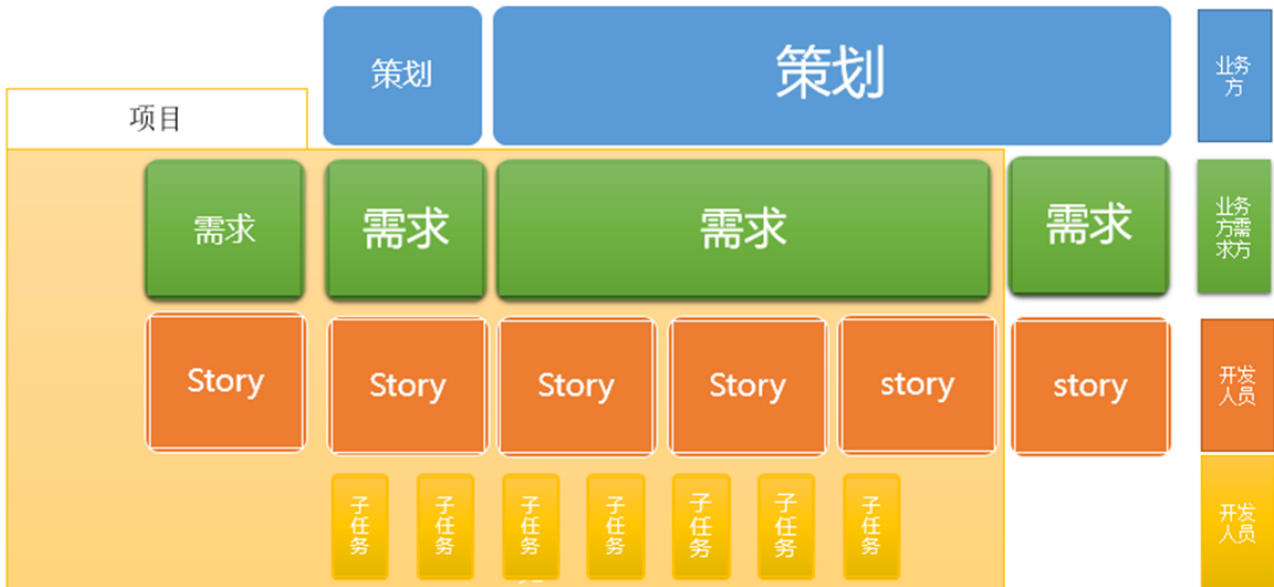 策划
策划
业务
方
项目
需求
需求
需求
需求
业务
方需
求方
Story
Story
Story
Story
story
story
开发
人员
子
任
务
子
任
务
子
任
务
子
任
务
子
任
务
子
任
务
子
任
务
开发
人员